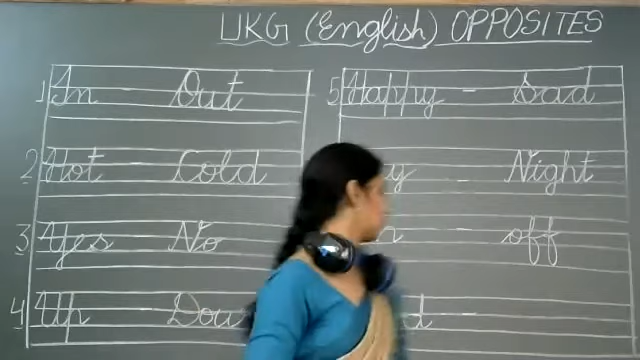 UKG (English) OPPOSITES
1 In - Out
2 Hot - Cold
3 Yes - No
4 Up - Dow
5 Happy - Sad
y - Night
n - off
d -